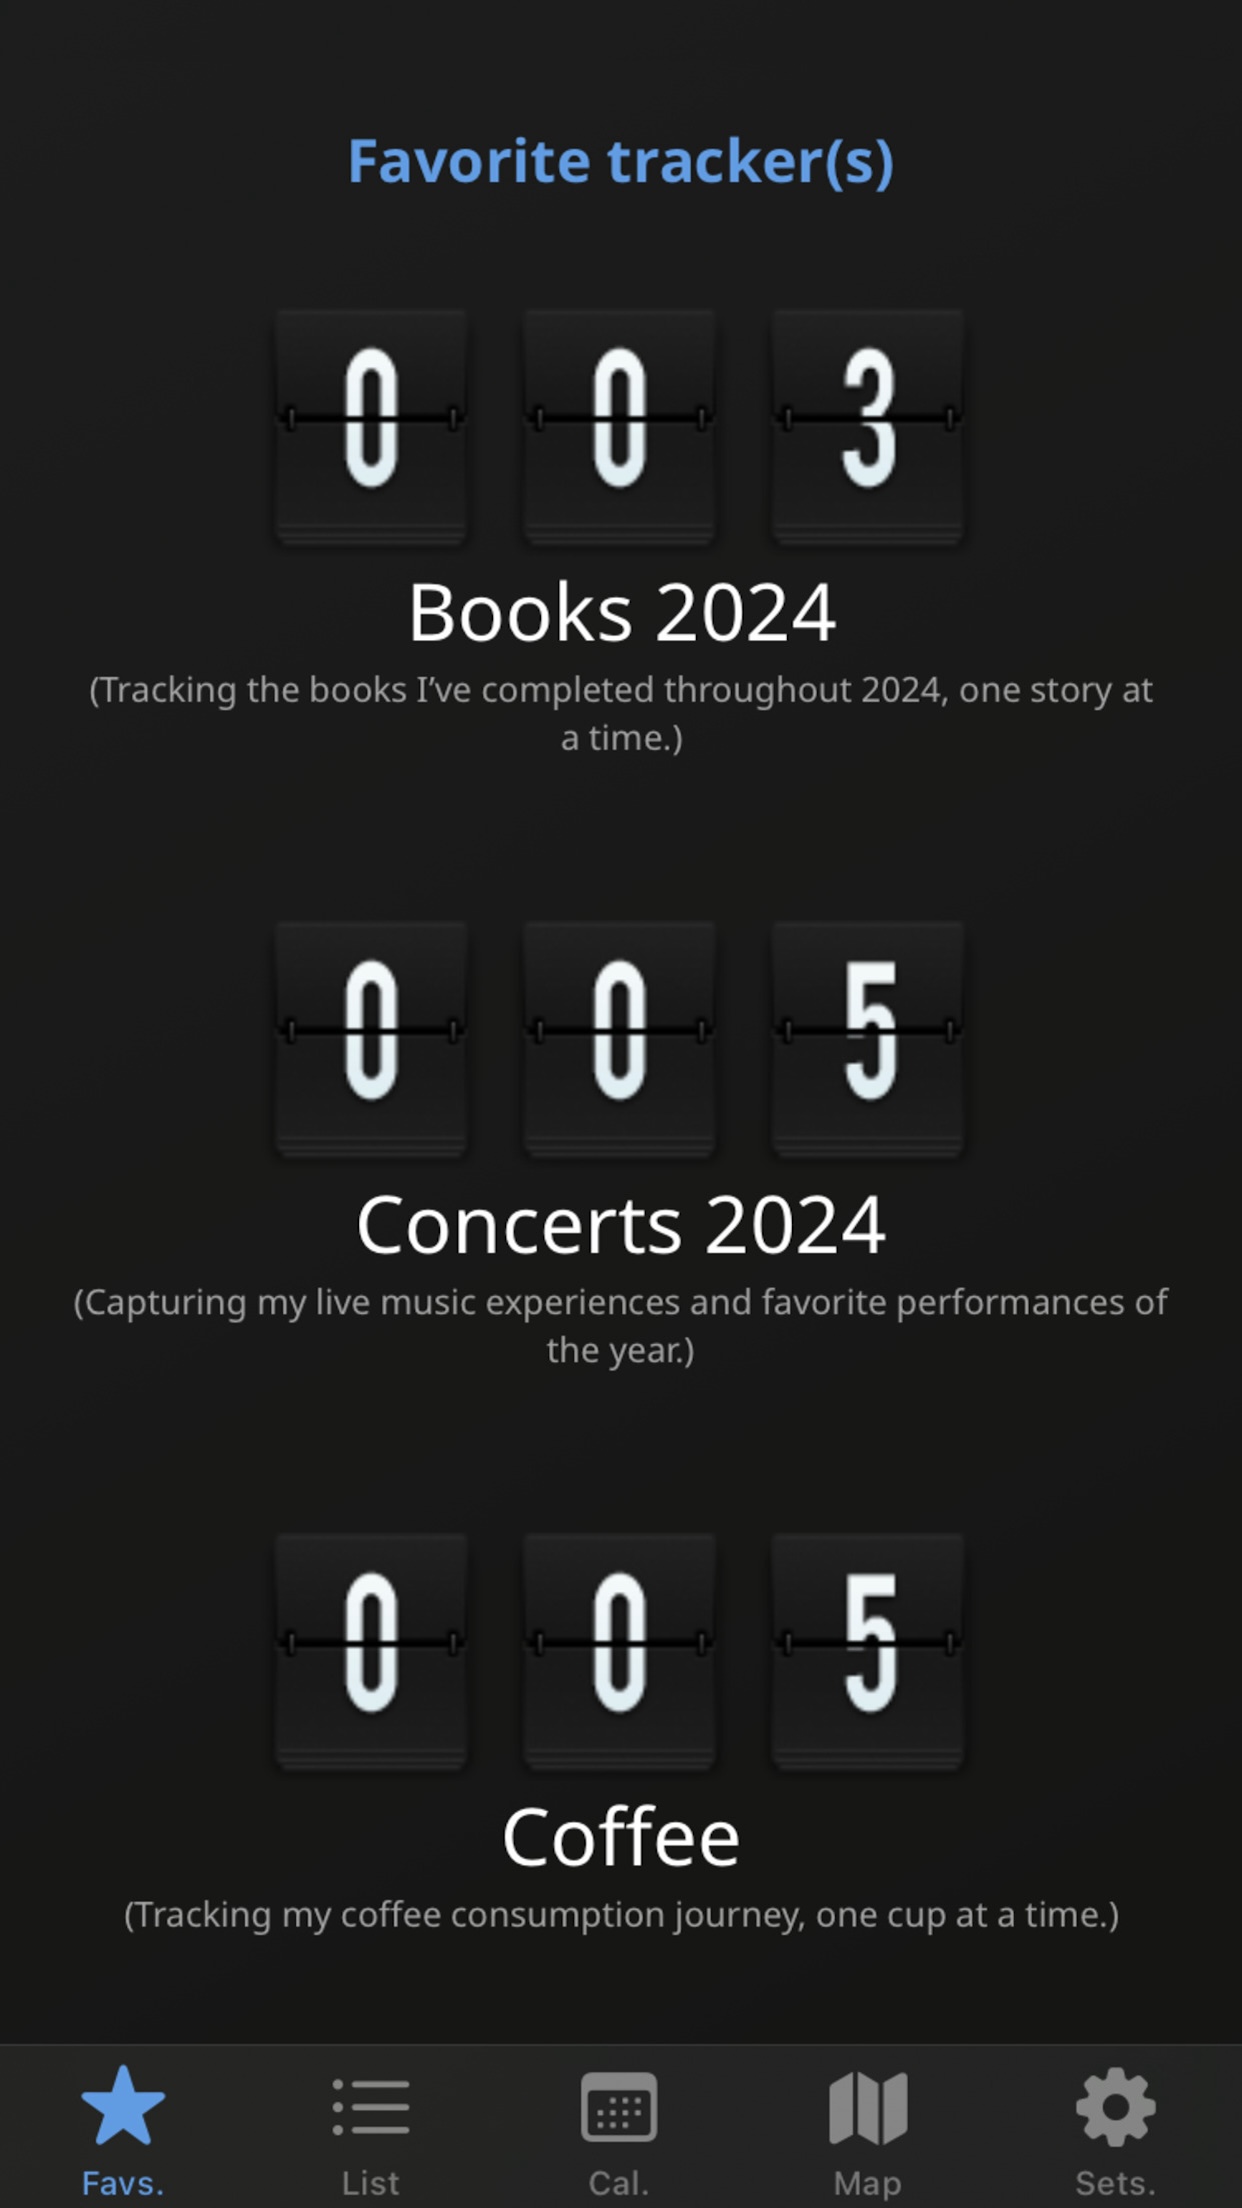 Favorite tracker(s)
0 0 3
Books 2024
(Tracking the books I’ve completed throughout 2024, one story at
a time.)
0 0 5
Concerts 2024
(Capturing my live music experiences and favorite performances of
the year.)
0 0 5
Coffee
(Tracking my coffee consumption journey, one cup at a time.)
Favs. List Cal. Map Sets.